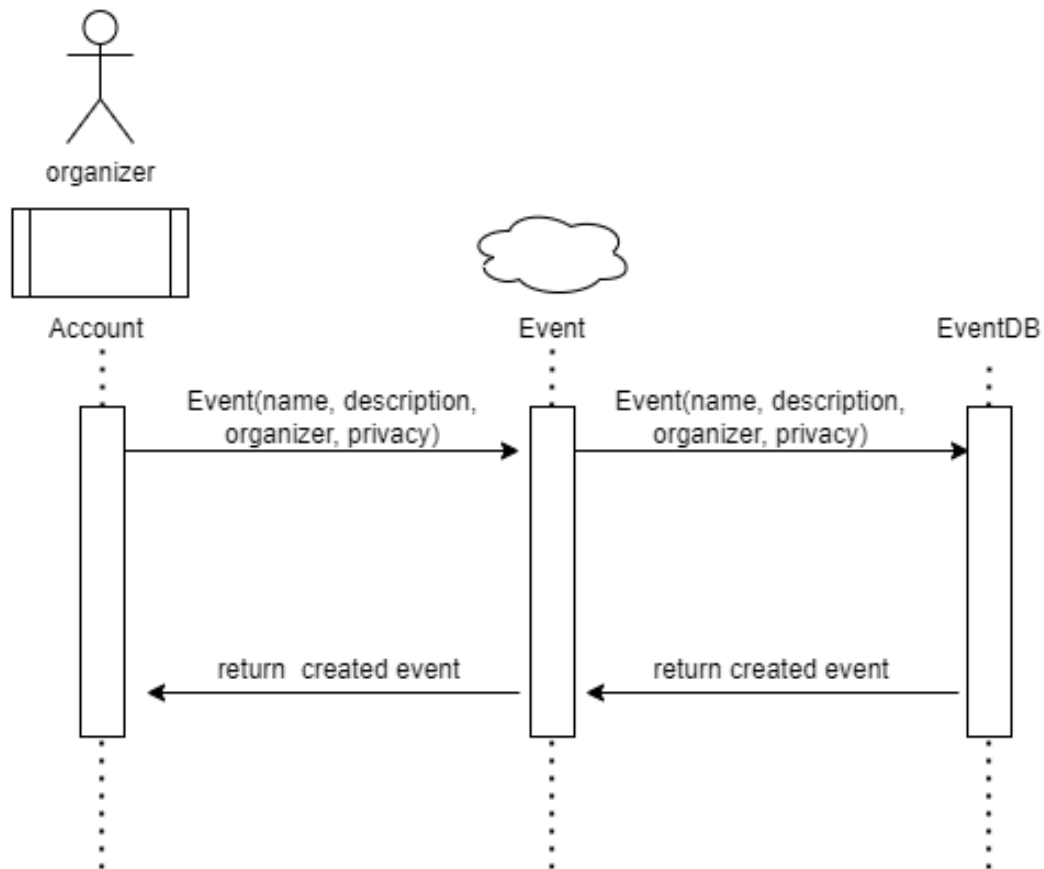 organizer
Account
Event
EventDB
Event(name, description,
organizer, privacy)
Event(name, description,
organizer, privacy)
return  created event
return created event